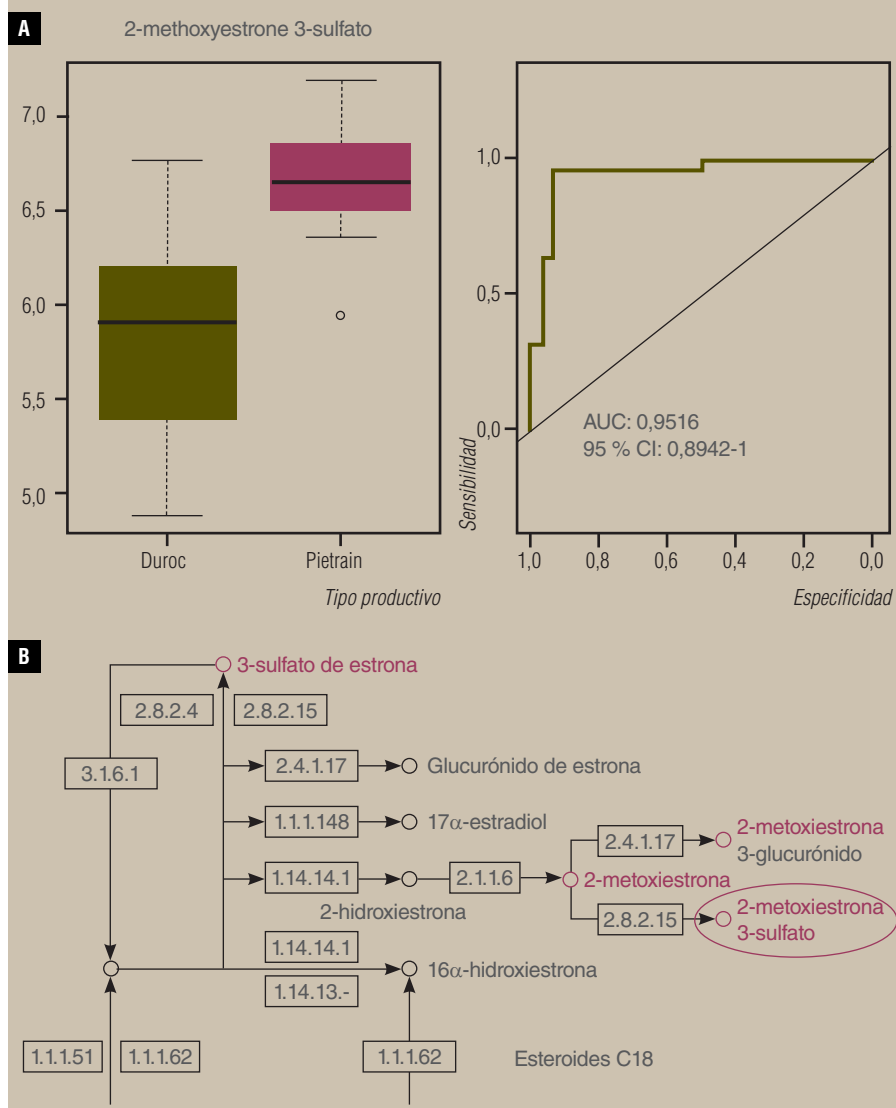 A
2-methoxyestrone 3-sulfato
7,0
6,5
6,0
5,5
5,0
Duroc
Pietrain
Tipo productivo
1,0
0,5
0,0
Sensibilidad
AUC: 0,9516
95 % CI: 0,8942-1
1,0
0,8
0,6
0,4
0,2
0,0
Especificidad
B
3-sulfato de estrona
2.8.2.4
2.8.2.15
3.1.6.1
2.4.1.17
Glucurónido de estrona
1.1.1.148
17α-estradiol
2.4.1.17
2-metoxiestrona
3-glucurónido
1.14.14.1
2.1.1.6
2-metoxiestrona
2-hidroxiestrona
2.8.2.15
2-metoxiestrona
3-sulfato
1.14.14.1
16α-hidroxiestrona
1.14.13.-
1.1.1.51
1.1.1.62
1.1.1.62
Esteroides C18